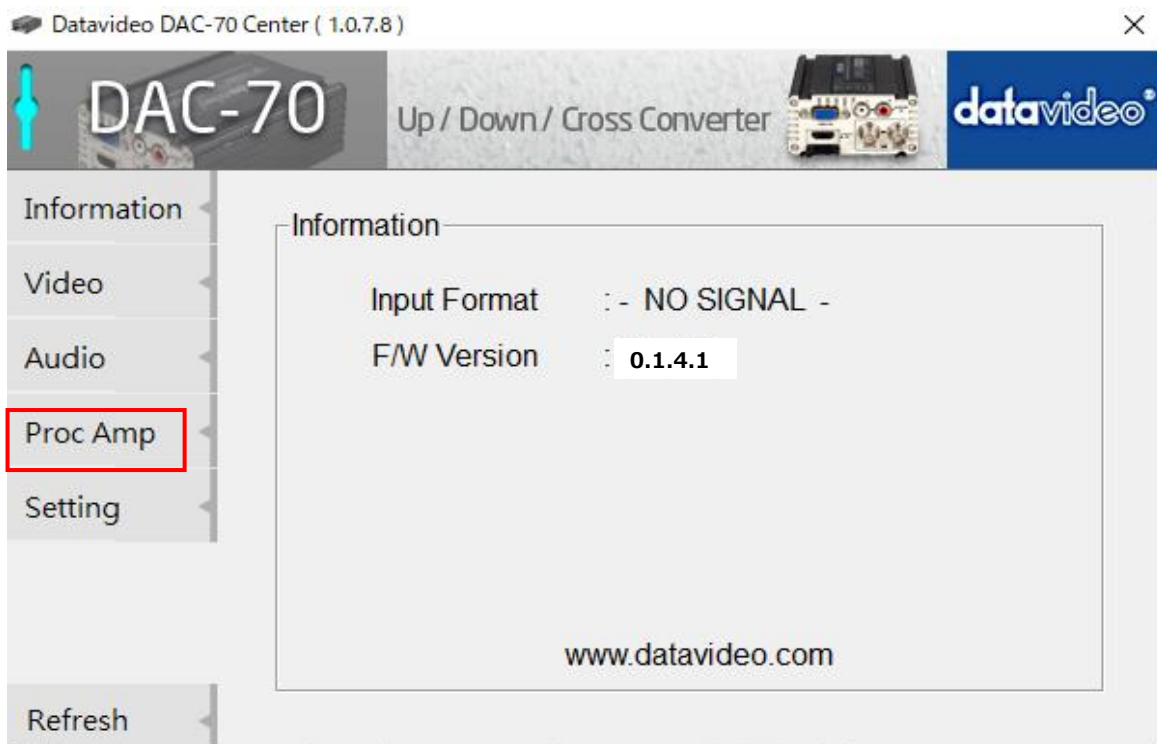 Datavideo DAC-70 Center ( 1.0.7.8 )
DAC-70
Up / Down / Cross Converter
datavideo®
Information
Video
Audio
Proc Amp
Setting
Refresh
Information
Input Format : - NO SIGNAL -
F/W Version : 0.1.4.1
www.datavideo.com